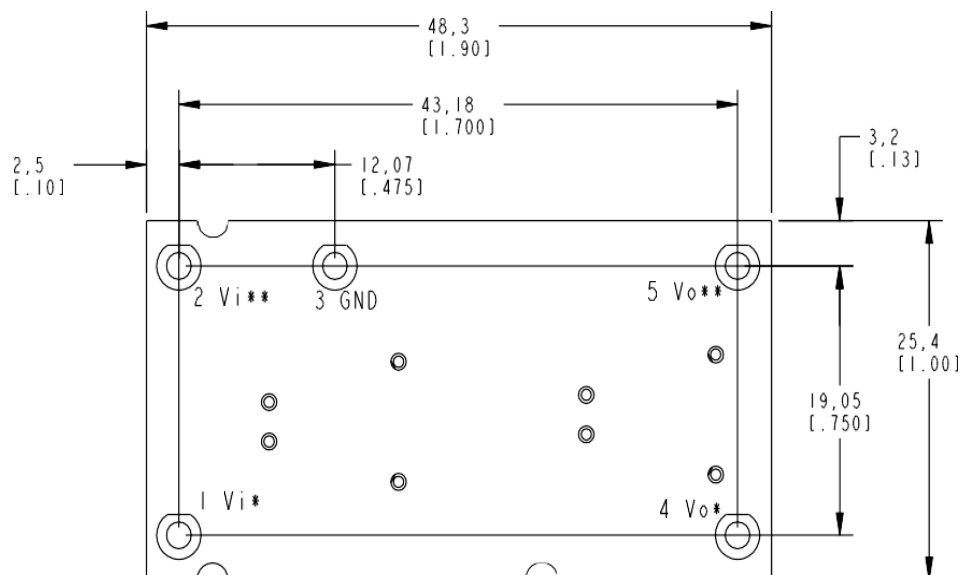 48,3
[1.90]
43,18
[1.700]
3,2
[.13]
2,5
[.10]
12,07
[.475]
2 Vi**
3 GND
5 Vo**
25,4
[1.00]
19,05
[.750]
1 Vi*
4 Vo*